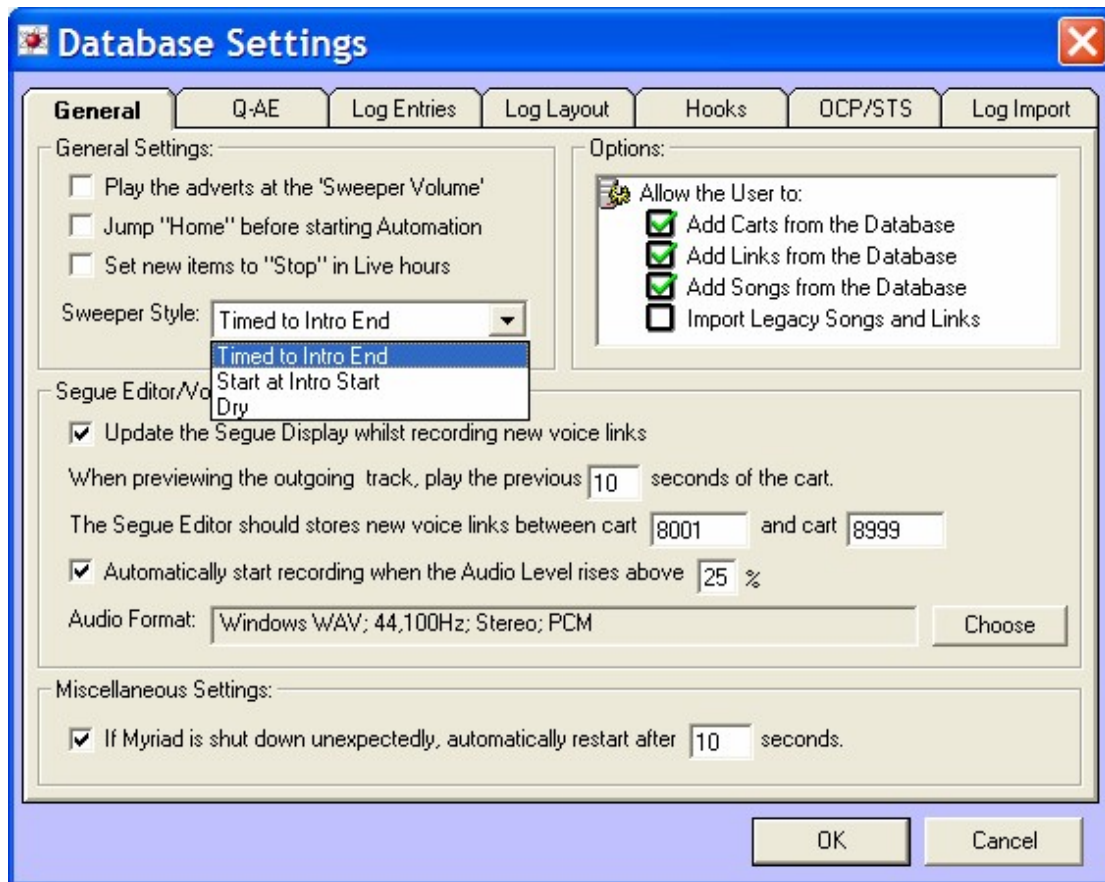 Database Settings
General Q-AE Log Entries Log Layout Hooks OCP/STS Log Import
General Settings:
Play the adverts at the 'Sweeper Volume'
Jump "Home" before starting Automation
Set new items to "Stop" in Live hours
Sweeper Style: Timed to Intro End
Timed to Intro End
Start at Intro Start
Dry
Options:
Allow the User to:
Add Carts from the Database
Add Links from the Database
Add Songs from the Database
Import Legacy Songs and Links
Segue Editor/Vo
Update the Segue Display whilst recording new voice links
When previewing the outgoing track, play the previous 10 seconds of the cart.
The Segue Editor should stores new voice links between cart 8001 and cart 8999
Automatically start recording when the Audio Level rises above 25 %
Audio Format: Windows WAV; 44,100Hz; Stereo; PCM Choose
Miscellaneous Settings:
If Myriad is shut down unexpectedly, automatically restart after 10 seconds.
OK Cancel